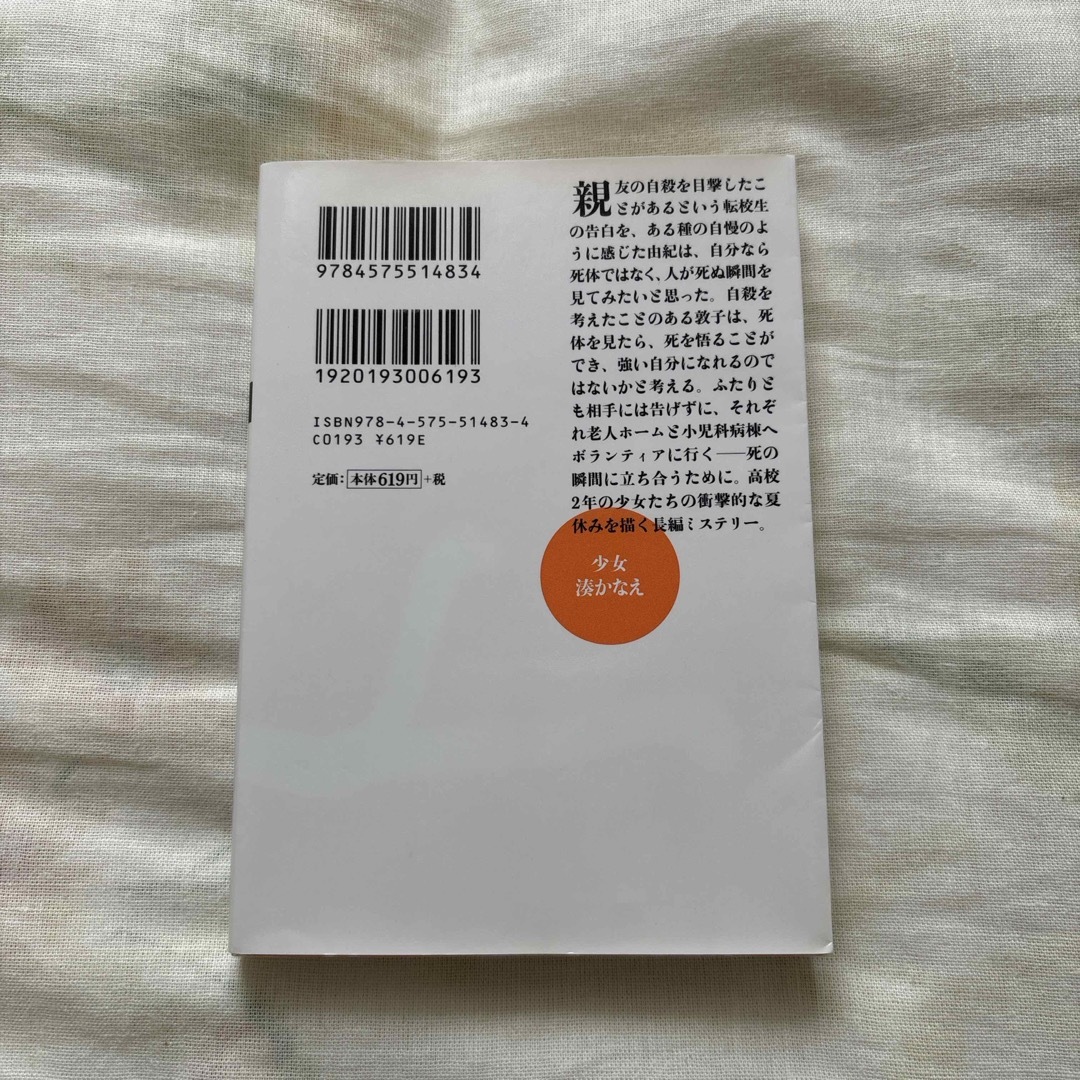 9784575514834
1920193006193
ISBN978-4-575-51483-4
C0193 ¥619E
定価：本体619円+税
親友の自殺を目撃したこ
とがあるという転校生
の告白を、ある種の自慢のよ
うに感じた由紀は、自分なら
死体ではなく、人が死ぬ瞬間を
見てみたいと思った。自殺を
考えたことのある敦子は、死
体を見たら、死を悟ることが
でき、強い自分になれるので
はないかと考える。ふたりと
も相手には告げずに、それぞ
れ老人ホームと小児科病棟へ
ボランティアに行く――死の
瞬間に立ち合うために。高校
2年の少女たちの衝撃的な夏
休みを描く長編ミステリー。
少女
湊かなえ